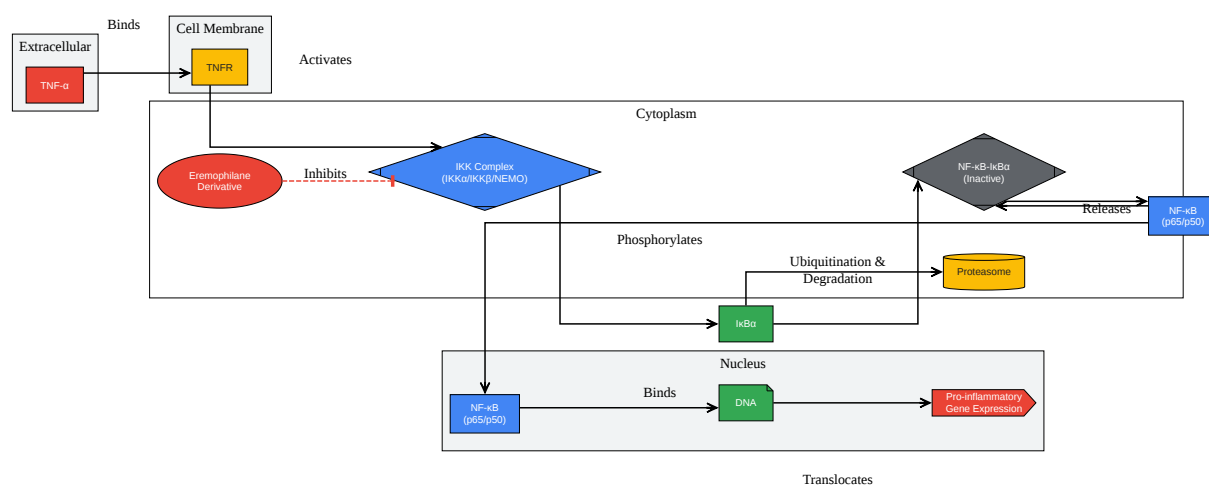 Binds
Cell Membrane
Extracellular
TNFR
Activates
TNF-α
Cytoplasm
Eremophilane
Derivative
Inhibits
IKK Complex
(IKKα/IKKβ/NEMO)
NF-κB-IκBα
(Inactive)
Releases
NF-κB
(p65/p50)
Phosphorylates
Ubiquitination &
Degradation
Proteasome
IκBα
Nucleus
NF-κB
(p65/p50)
Binds
DNA
Pro-inflammatory
Gene Expression
Translocates